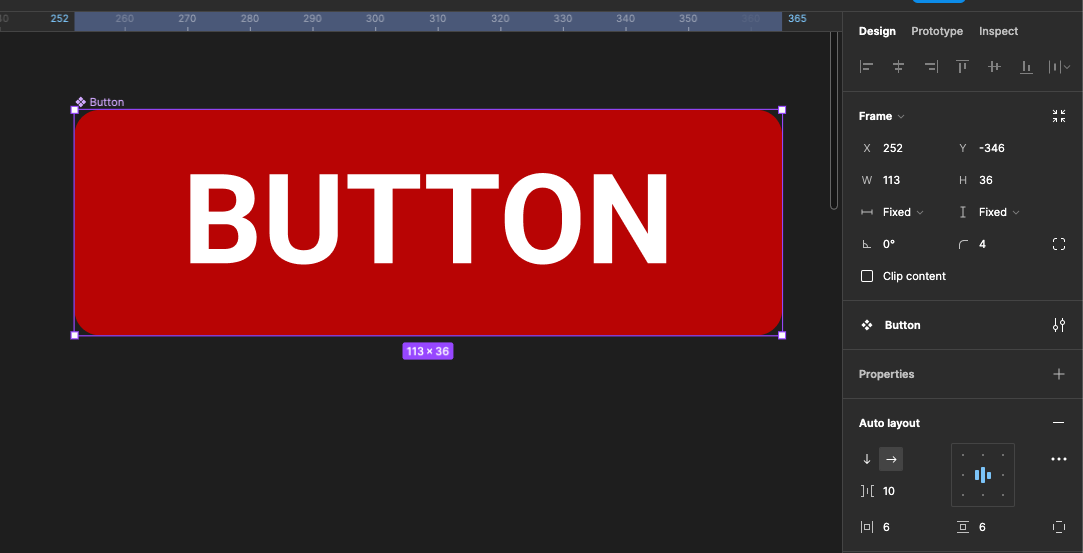 252 260 270 280 290 300 310 320 330 340 350 360 365
Design Prototype Inspect
Button
Frame
X 252 Y -346
BUTTON
W 113 H 36
Fixed Fixed
0° 4
Clip content
Button
113 × 36
Properties
Auto layout
10
6 6